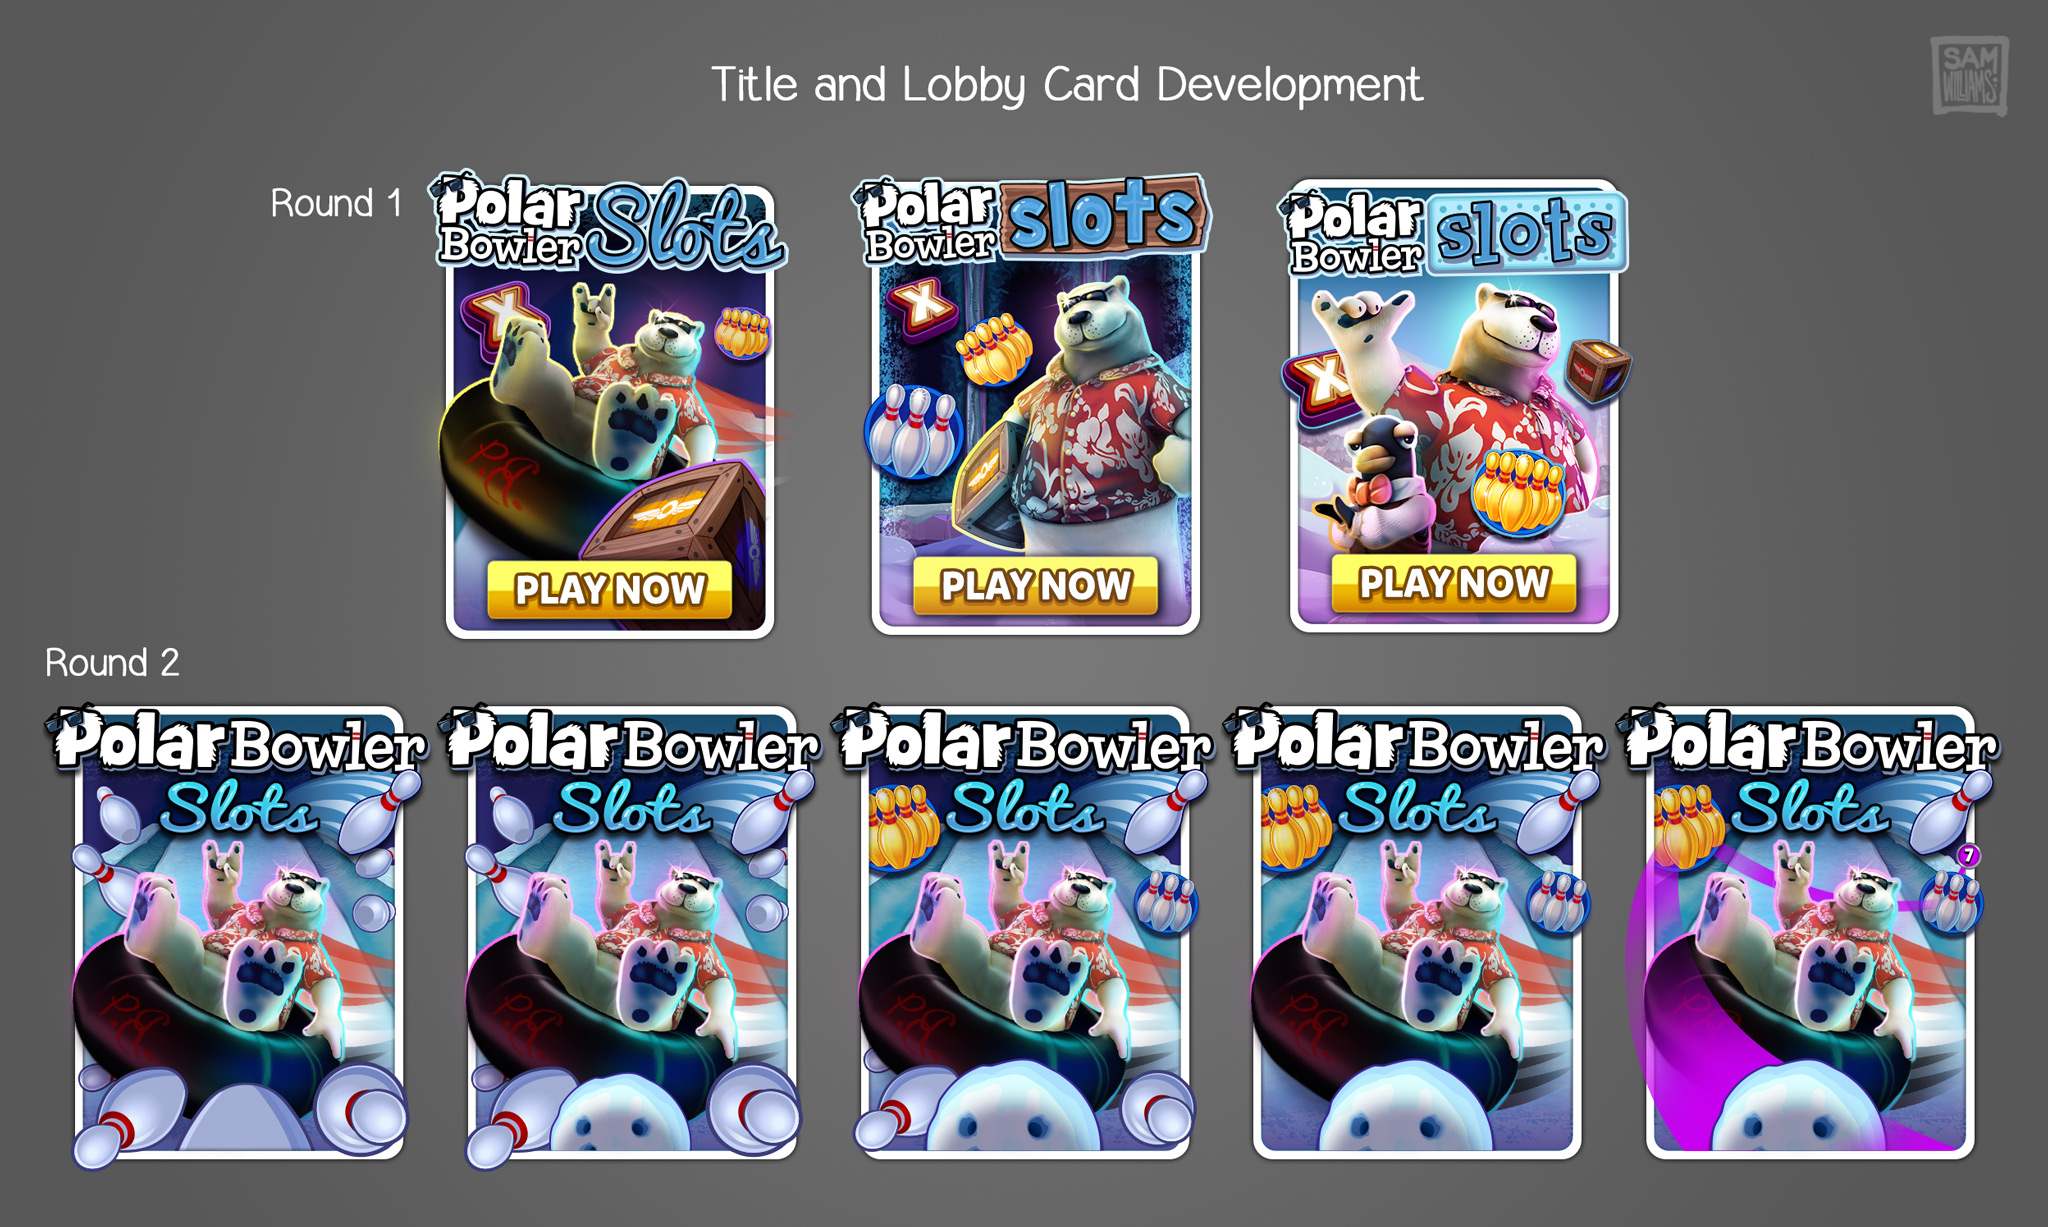 Title and Lobby Card Development
SAM
WILLIAMS
Round 1
Polar
Bowler
Slots
X
P.B.
PLAY NOW
Polar
Bowler
slots
X
PLAY NOW
Polar
Bowler
slots
X
PLAY NOW
Round 2
Polar Bowler
Slots
P.B.
Polar Bowler
Slots
P.B.
Polar Bowler
Slots
P.B.
Polar Bowler
Slots
P.B.
Polar Bowler
Slots
7
P.B.